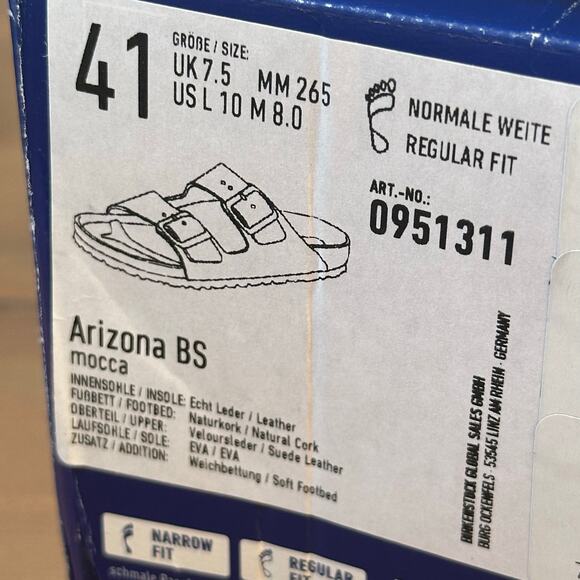 41
GRÖßE / SIZE:
UK 7.5 MM 265
US L 10 M 8.0
NORMALE WEITE
REGULAR FIT
ART.-NO.:
0951311
Arizona BS
mocca
INNENSOHLE / INSOLE: Echt Leder / Leather
FUßBETT / FOOTBED: Naturkork / Natural Cork
OBERTEIL / UPPER: Veloursleder / Suede Leather
LAUFSOHLE / SOLE: EVA / EVA
ZUSATZ / ADDITION: Weichbettung / Soft Footbed
BIRKENSTOCK GLOBAL SALES GMBH
BURG OCKENFELS · 53545 LINZ AM RHEIN · GERMANY
NARROW
FIT
REGULAR
FIT
schmale